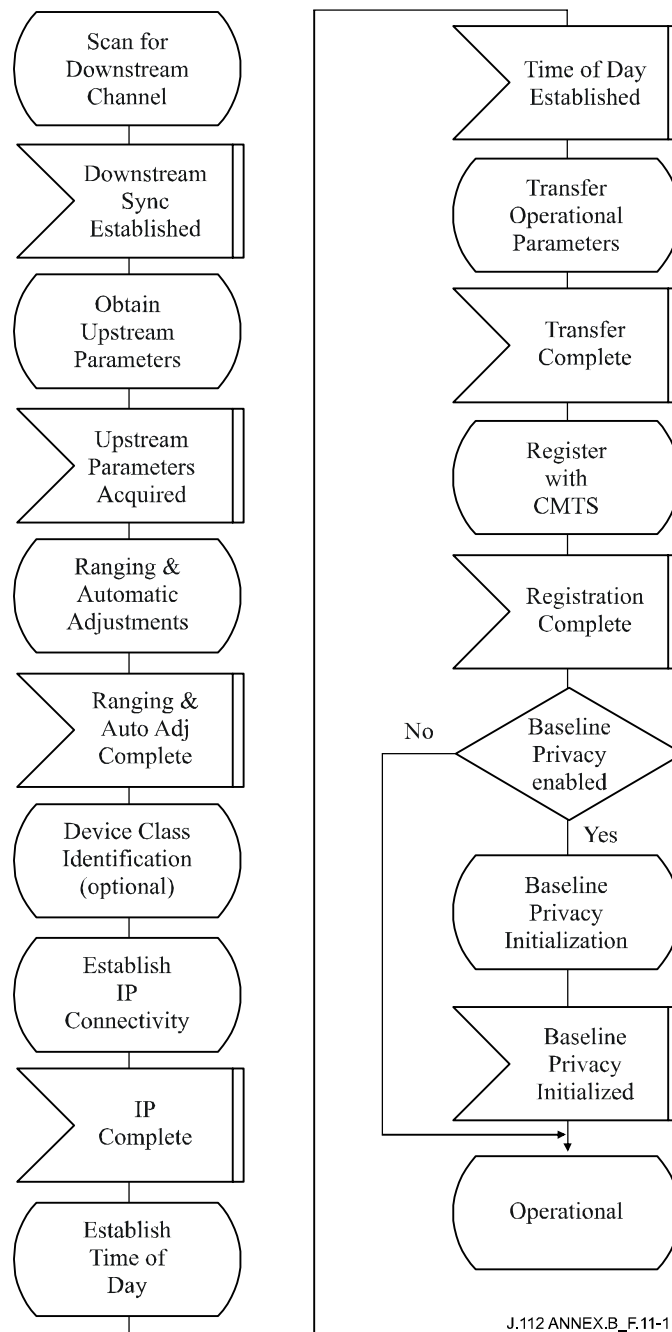 Scan for
Downstream
Channel
Downstream
Sync
Established
Obtain
Upstream
Parameters
Upstream
Parameters
Acquired
Ranging &
Automatic
Adjustments
Ranging &
Auto Adj
Complete
Device Class
Identification
(optional)
Establish
IP
Connectivity
IP
Complete
Establish
Time of
Day
Time of Day
Established
Transfer
Operational
Parameters
Transfer
Complete
Register
with
CMTS
Registration
Complete
No
Baseline
Privacy
enabled
Yes
Baseline
Privacy
Initialization
Baseline
Privacy
Initialized
Operational
J.112 ANNEX.B_F.11-1